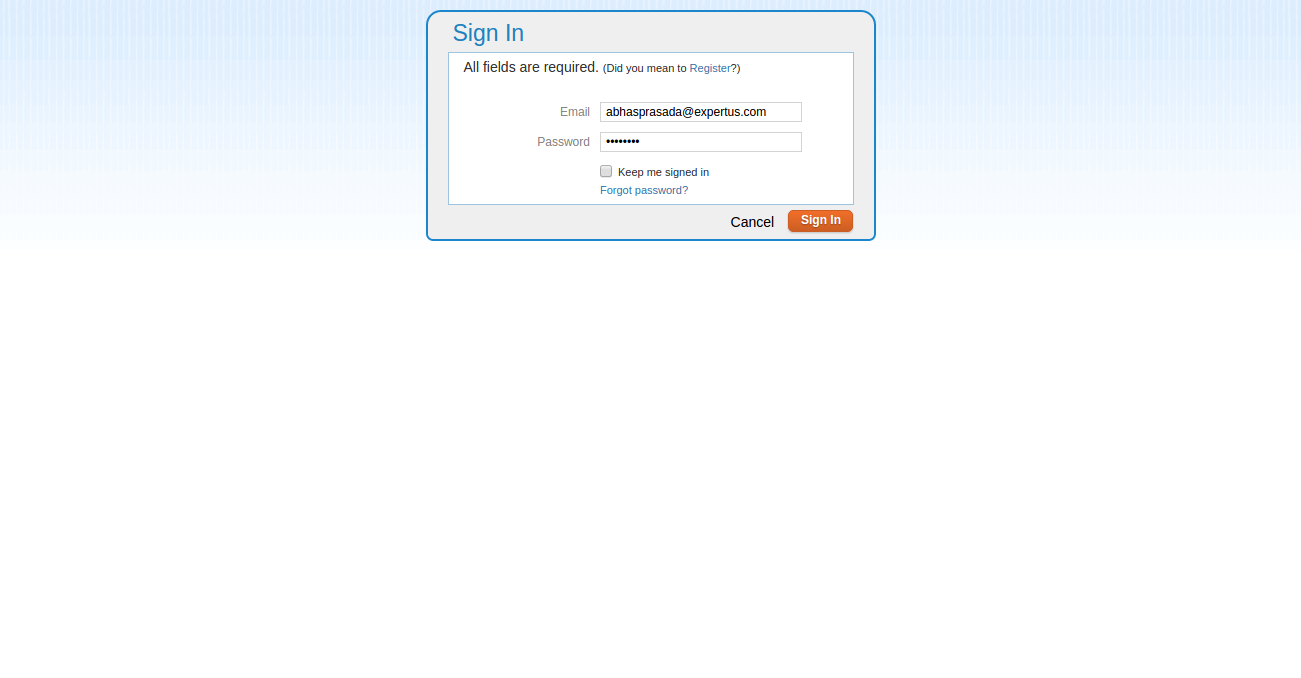 Sign In
All fields are required. (Did you mean to Register?)
Email abhasprasada@expertus.com
Password ••••••••
Keep me signed in
Forgot password?
Cancel Sign In